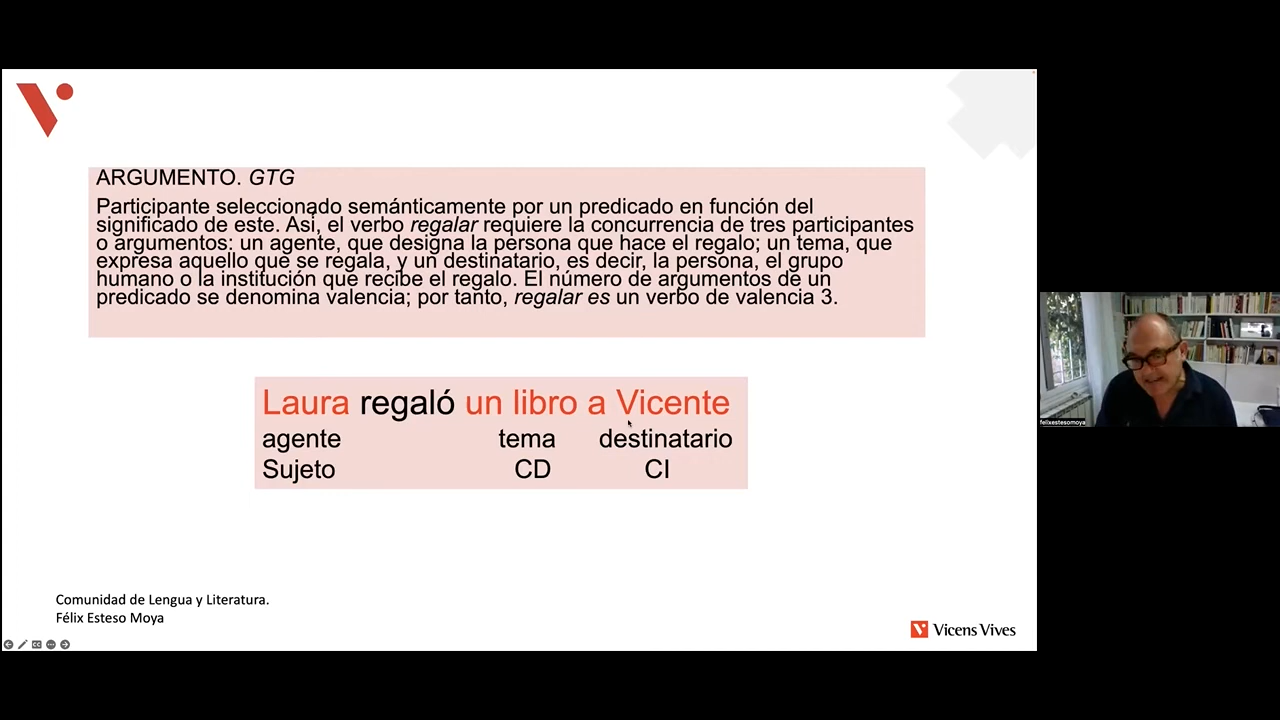 ARGUMENTO. GTG
Participante seleccionado semánticamente por un predicado en función del
significado de este. Así, el verbo regalar requiere la concurrencia de tres participantes
o argumentos: un agente, que designa la persona que hace el regalo; un tema, que
expresa aquello que se regala, y un destinatario, es decir, la persona, el grupo
humano o la institución que recibe el regalo. El número de argumentos de un
predicado se denomina valencia; por tanto, regalar es un verbo de valencia 3.
Laura regaló un libro a Vicente
agente tema destinatario
Sujeto CD CI
Comunidad de Lengua y Literatura.
Félix Esteso Moya
Vicens Vives
felixestesomoya